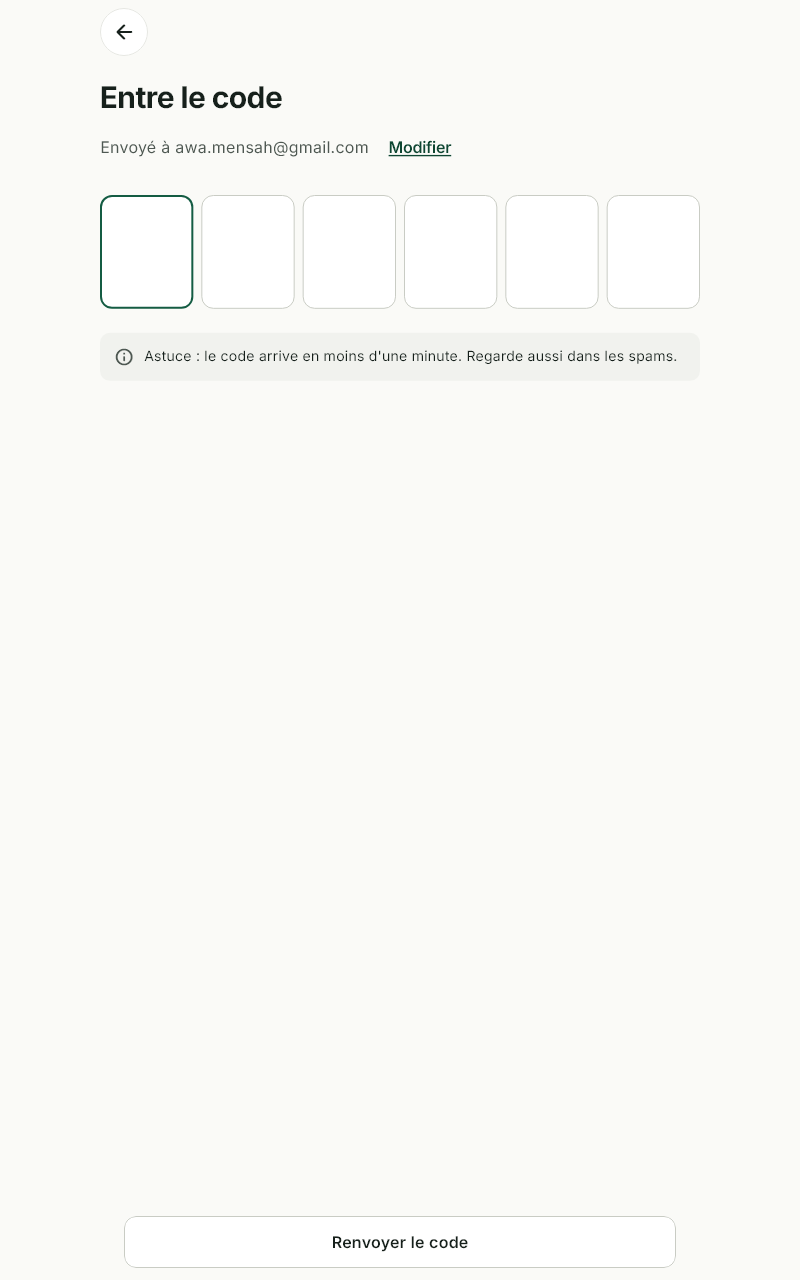 Entre le code
Envoyé à awa.mensah@gmail.com Modifier
Astuce : le code arrive en moins d'une minute. Regarde aussi dans les spams.
Renvoyer le code